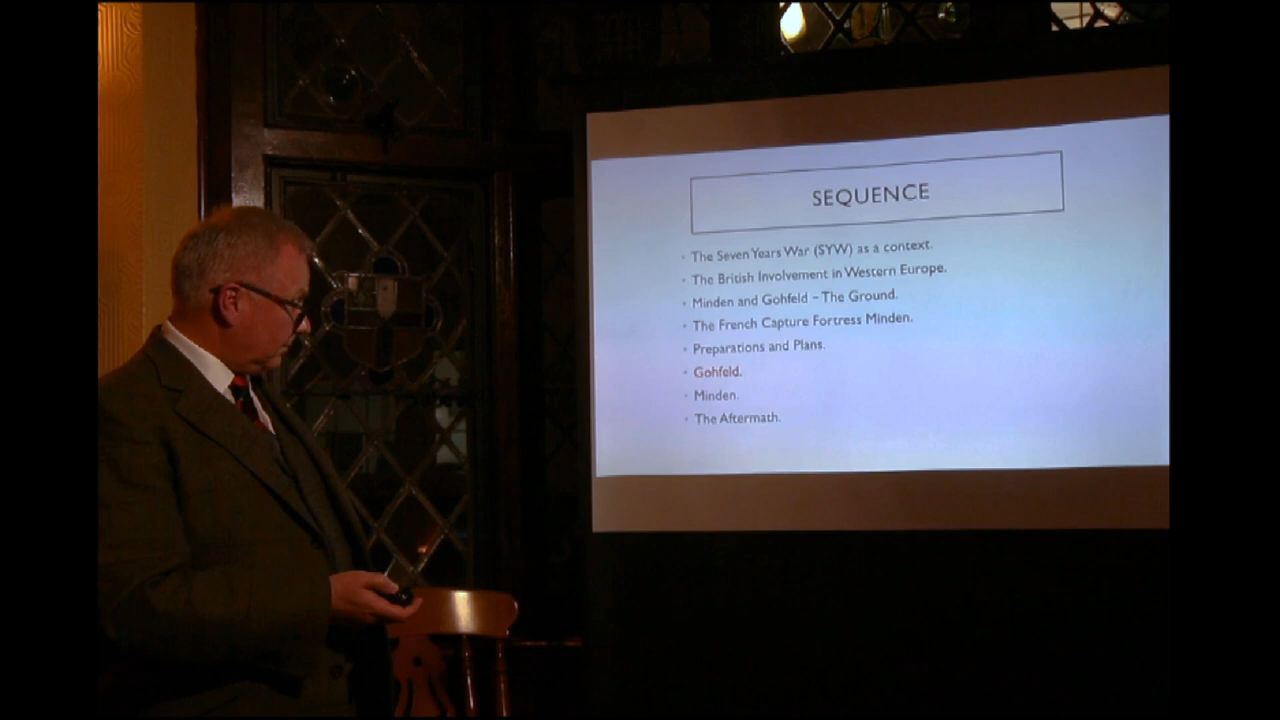 SEQUENCE
The Seven Years War (SYW) as a context.
The British Involvement in Western Europe.
Minden and Gohfeld – The Ground.
The French Capture Fortress Minden.
Preparations and Plans.
Gohfeld.
Minden.
The Aftermath.